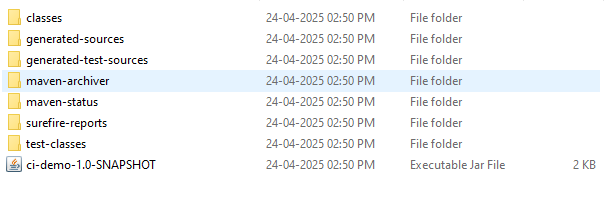 classes 24-04-2025 02:50 PM File folder
generated-sources 24-04-2025 02:50 PM File folder
generated-test-sources 24-04-2025 02:50 PM File folder
maven-archiver 24-04-2025 02:50 PM File folder
maven-status 24-04-2025 02:50 PM File folder
surefire-reports 24-04-2025 02:50 PM File folder
test-classes 24-04-2025 02:50 PM File folder
ci-demo-1.0-SNAPSHOT 24-04-2025 02:50 PM Executable Jar File 2 KB